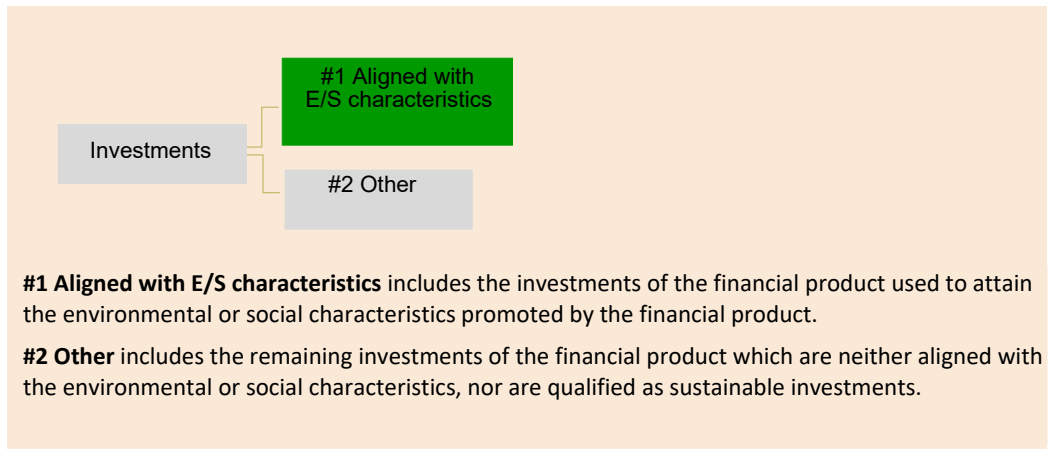 #1 Aligned with
E/S characteristics
Investments
#2 Other
#1 Aligned with E/S characteristics includes the investments of the financial product used to attain
the environmental or social characteristics promoted by the financial product.
#2 Other includes the remaining investments of the financial product which are neither aligned with
the environmental or social characteristics, nor are qualified as sustainable investments.